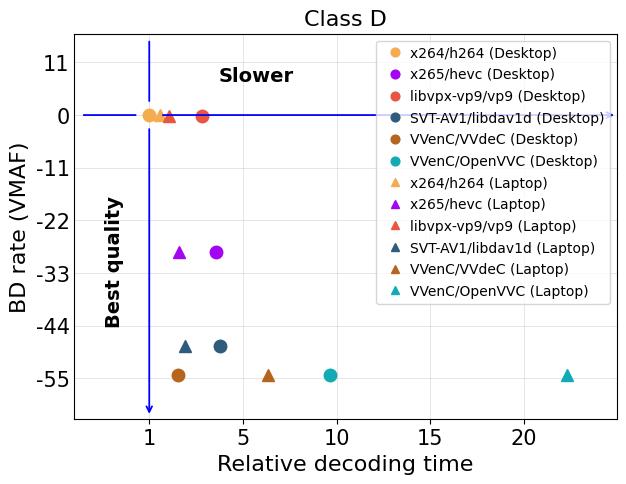 Class D
Slower
Best quality
BD rate (VMAF)
11
0
-11
-22
-33
-44
-55
1
5
10
15
20
Relative decoding time
x264/h264 (Desktop)
x265/hevc (Desktop)
libvpx-vp9/vp9 (Desktop)
SVT-AV1/libdav1d (Desktop)
VVenC/VVdeC (Desktop)
VVenC/OpenVVC (Desktop)
x264/h264 (Laptop)
x265/hevc (Laptop)
libvpx-vp9/vp9 (Laptop)
SVT-AV1/libdav1d (Laptop)
VVenC/VVdeC (Laptop)
VVenC/OpenVVC (Laptop)